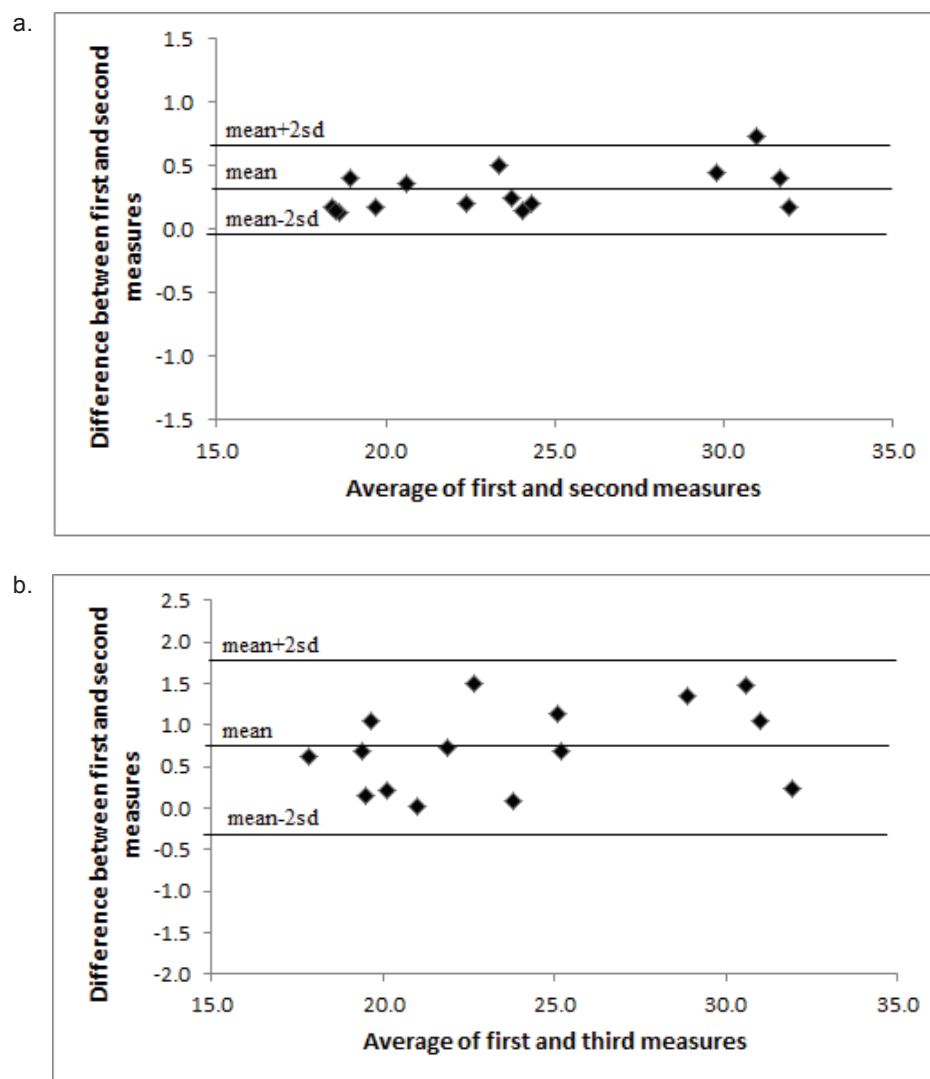 a.
Difference between first and second
measures
1.5
1.0
0.5
0.0
-0.5
-1.0
-1.5
mean+2sd
mean
mean-2sd
15.0 20.0 25.0 30.0 35.0
Average of first and second measures
b.
Difference between first and second
measures
2.5
2.0
1.5
1.0
0.5
0.0
-0.5
-1.0
-1.5
-2.0
mean+2sd
mean
mean-2sd
15.0 20.0 25.0 30.0 35.0
Average of first and third measures